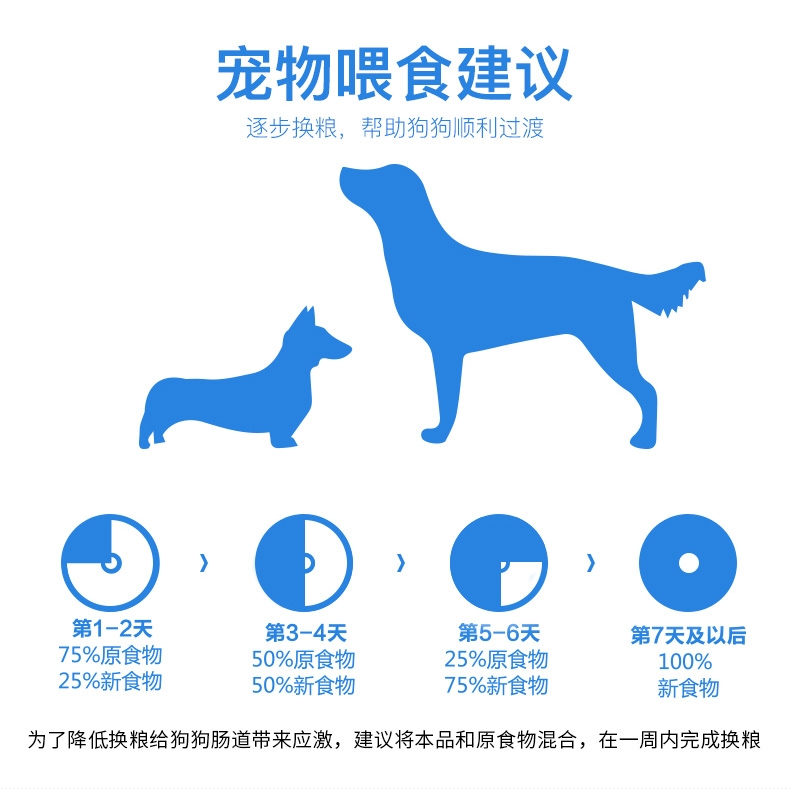 宠物喂食建议
逐步换粮，帮助狗狗顺利过渡
第1-2天
75%原食物
25%新食物
第3-4天
50%原食物
50%新食物
第5-6天
25%原食物
75%新食物
第7天及以后
100%
新食物
为了降低换粮给狗狗肠道带来应激，建议将本品和原食物混合，在一周内完成换粮